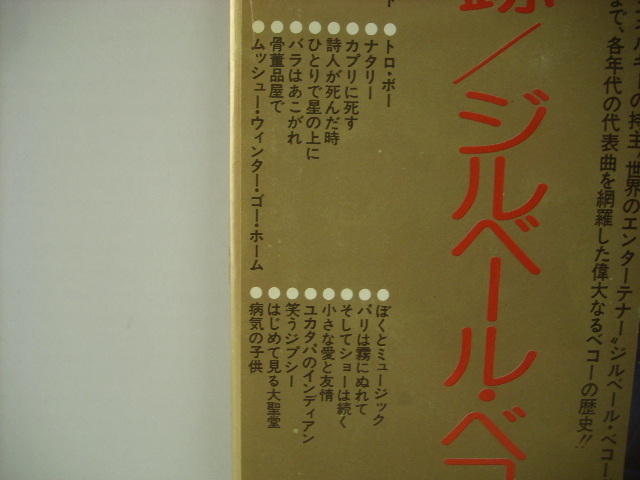 の持主、世界のエンターテナー“ジルベール・ベコー
まで、各年代の代表曲を網羅した偉大なるベコーの歴史!!
跡/ジルベール・ベコ
●トロ・ボー
●ナタリー
●カプリに死す
●詩人が死んだ時
●ひとりで星の上に
●バラはあこがれ
●骨董品屋で
●ムッシュー・ウィンター・ゴー・ホーム
●ぼくとミュージック
●パリは霧にぬれて
●そしてショーは続く
●小さな愛と友情
●ユカタパのインディアン
●笑うジプシー
●はじめて見る大聖堂
●病気の子供